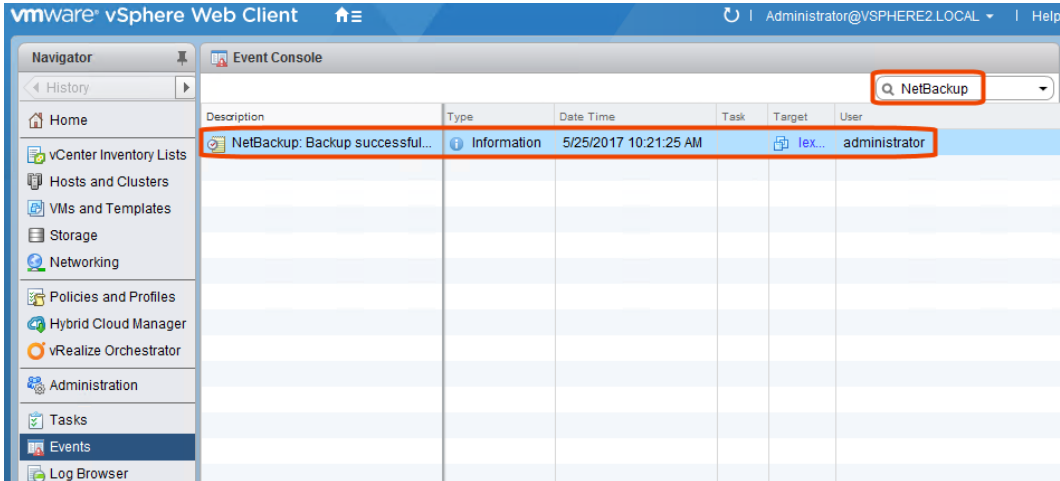 vmware® vSphere Web Client
Administrator@VSPHERE2.LOCAL
Help
Navigator
Event Console
History
NetBackup
Home
Description Type Date Time Task Target User
NetBackup: Backup successful... Information 5/25/2017 10:21:25 AM lex... administrator
vCenter Inventory Lists
Hosts and Clusters
VMs and Templates
Storage
Networking
Policies and Profiles
Hybrid Cloud Manager
vRealize Orchestrator
Administration
Tasks
Events
Log Browser